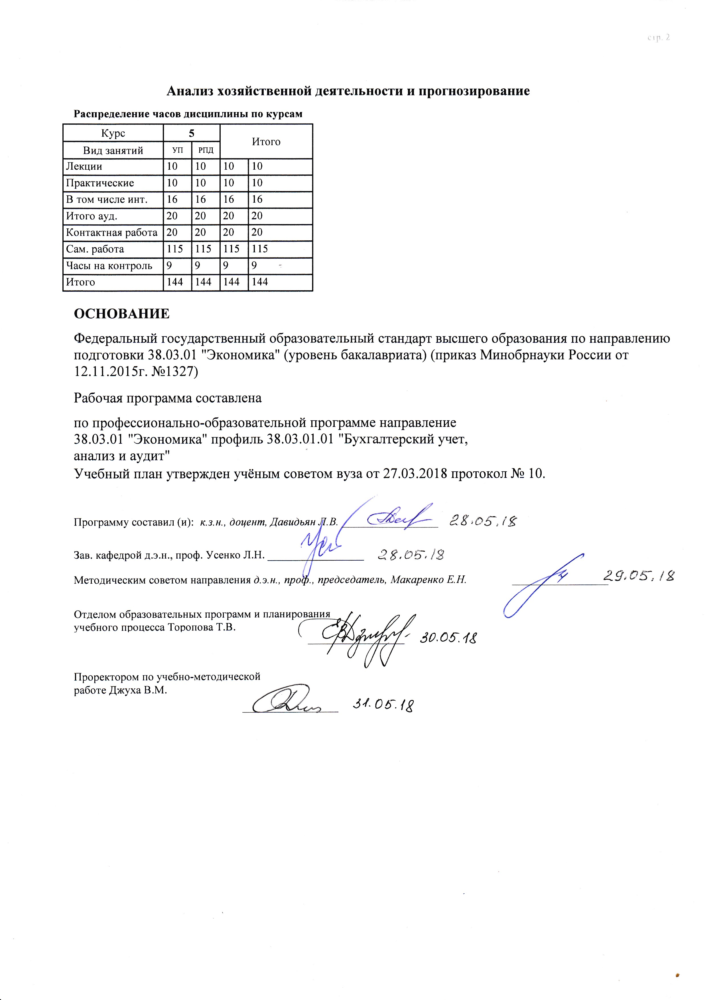 стр. 2
Анализ хозяйственной деятельности и прогнозирование
Распределение часов дисциплины по курсам
Курс 5 Итого
Вид занятий УП РПД
Лекции 10 10 10 10
Практические 10 10 10 10
В том числе инт. 16 16 16 16
Итого ауд. 20 20 20 20
Контактная работа 20 20 20 20
Сам. работа 115 115 115 115
Часы на контроль 9 9 9 9
Итого 144 144 144 144
ОСНОВАНИЕ
Федеральный государственный образовательный стандарт высшего образования по направлению
подготовки 38.03.01 "Экономика" (уровень бакалавриата) (приказ Минобрнауки России от
12.11.2015г. №1327)
Рабочая программа составлена
по профессионально-образовательной программе направление
38.03.01 "Экономика" профиль 38.03.01.01 "Бухгалтерский учет,
анализ и аудит"
Учебный план утвержден учёным советом вуза от 27.03.2018 протокол № 10.
Программу составил (и): к.э.н., доцент, Давидьян Л.В. 28.05.18
Зав. кафедрой д.э.н., проф. Усенко Л.Н. 28.05.18
Методическим советом направления д.э.н., проф., председатель, Макаренко Е.Н. 29.05.18
Отделом образовательных программ и планирования
учебного процесса Торопова Т.В.
30.05.18
Проректором по учебно-методической
работе Джуха В.М.
31.05.18